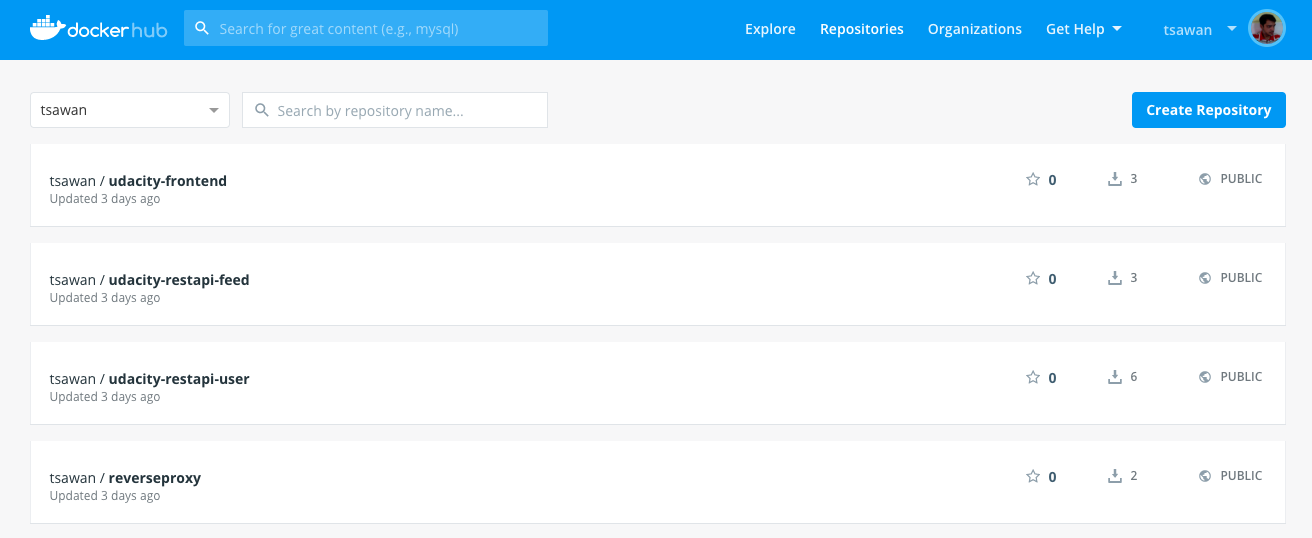 docker hub Search for great content (e.g., mysql) Explore Repositories Organizations Get Help tsawan
tsawan Search by repository name... Create Repository
tsawan / udacity-frontend 0 3 PUBLIC
Updated 3 days ago
tsawan / udacity-restapi-feed 0 3 PUBLIC
Updated 3 days ago
tsawan / udacity-restapi-user 0 6 PUBLIC
Updated 3 days ago
tsawan / reverseproxy 0 2 PUBLIC
Updated 3 days ago